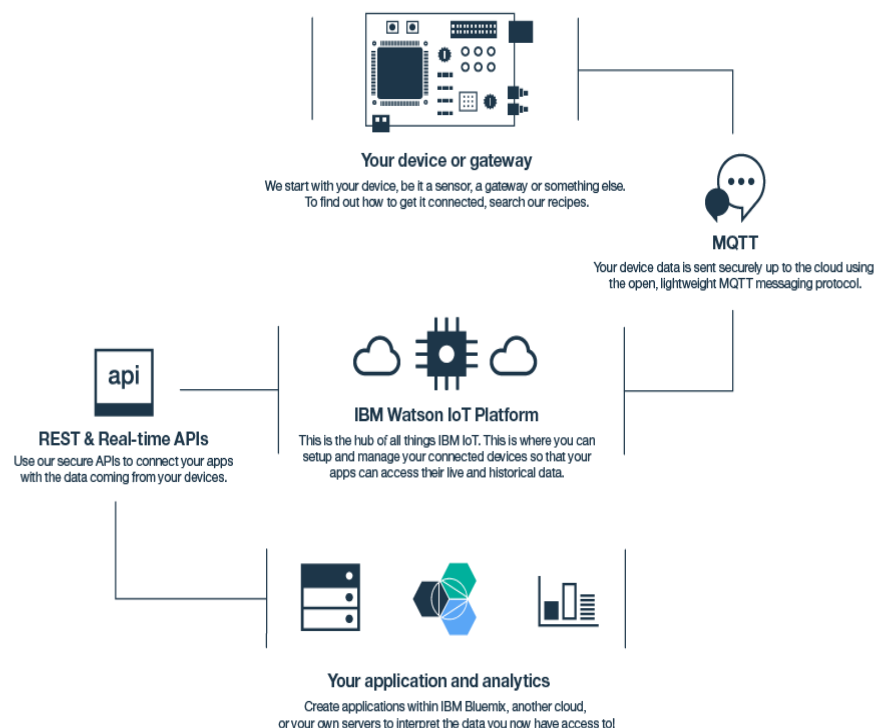 Your device or gateway
We start with your device, be it a sensor, a gateway or something else.
To find out how to get it connected, search our recipes.
MQTT
Your device data is sent securely up to the cloud using
the open, lightweight MQTT messaging protocol.
api
REST & Real-time APIs
Use our secure APIs to connect your apps
with the data coming from your devices.
IBM Watson IoT Platform
This is the hub of all things IBM IoT. This is where you can
setup and manage your connected devices so that your
apps can access their live and historical data.
Your application and analytics
Create applications within IBM Bluemix, another cloud,
or your own servers to interpret the data you now have access to!